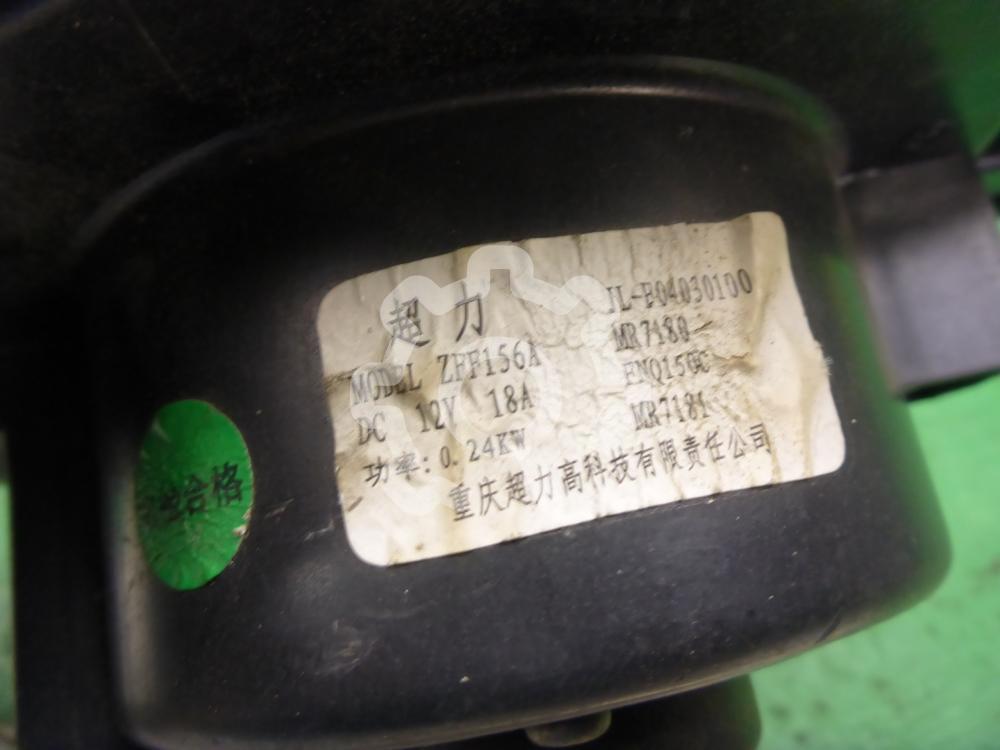 超力
MODEL ZFF156A
DC 12V 18A
功率: 0.24KW
JL-B04030100
MR7180
MR7181
重庆超力高科技有限责任公司
合格